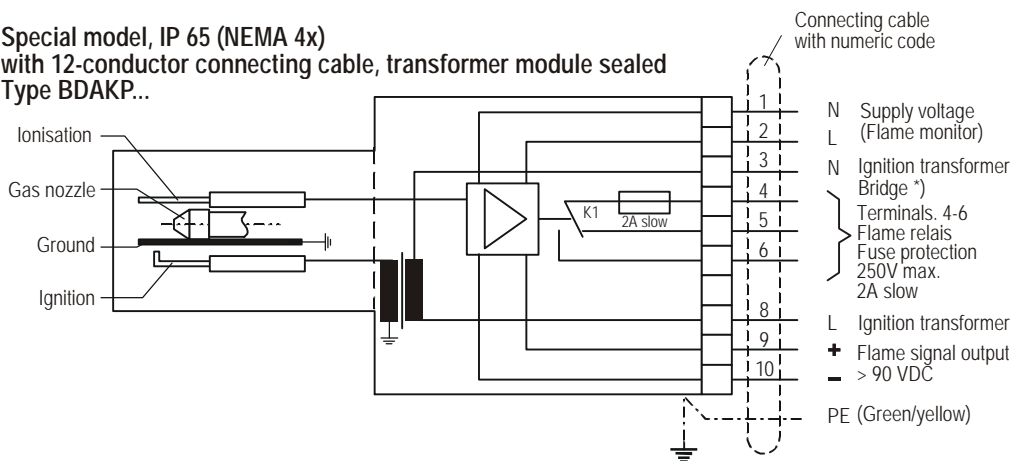 Special model, IP 65 (NEMA 4x)
with 12-conductor connecting cable, transformer module sealed
Type BDAKP...
Connecting cable
with numeric code
Ionisation
Gas nozzle
Ground
Ignition
K1
2A slow
1
2
3
4
5
6
8
9
10
N Supply voltage
L (Flame monitor)
N Ignition transformer
Bridge *)
Terminals. 4-6
Flame relais
Fuse protection
250V max.
2A slow
L Ignition transformer
+ Flame signal output
- > 90 VDC
PE (Green/yellow)